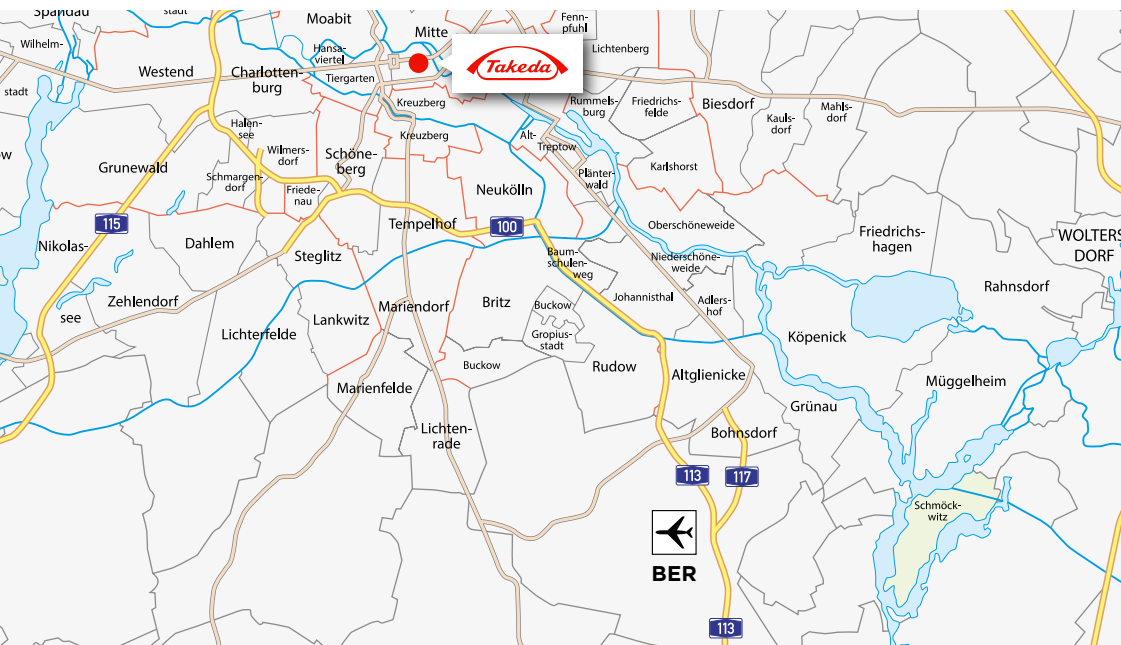 Spandau
stadt
Moabit
Mitte
Fenn-
pfuhl
Wilhelm-
stadt
Hansa-
viertel
Lichtenberg
Takeda
Westend
Charlotten-
burg
Tiergarten
Kreuzberg
Rummels-
burg
Friedrichs-
felde
Biesdorf
Kauls-
dorf
Mahls-
dorf
Halen-
see
Kreuzberg
Alt-
Treptow
ow
Grunewald
Wilmers-
dorf
Schöne-
berg
Karlshorst
Schmargen-
dorf
Friede-
nau
Neukölln
Plänter-
wald
115
Tempelhof
100
Oberschöneweide
Friedrichs-
hagen
WOLTERS
DORF
Nikolas-
see
Dahlem
Steglitz
Baum-
schulen-
weg
Niederschöne-
weide
Zehlendorf
Mariendorf
Britz
Buckow
Johannisthal
Adlers-
hof
Rahnsdorf
Lichterfelde
Lankwitz
Gropius-
stadt
Köpenick
Buckow
Rudow
Altglienicke
Müggelheim
Marienfelde
Grünau
Lichten-
rade
Bohnsdorf
113
117
Schmöck-
witz
BER
113